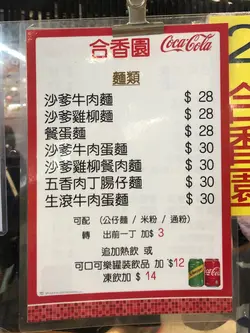 合香園 Coca-Cola
麵類
沙爹牛肉麵 $ 28
沙爹雞柳麵 $ 28
餐蛋麵 $ 28
沙爹牛肉蛋麵 $ 30
沙爹雞柳餐肉麵 $ 30
五香肉丁腸仔麵 $ 30
生滾牛肉蛋麵 $ 30
可配 (公仔麵 / 米粉 / 通粉)
轉 出前一丁 加$ 3
追加熱飲 或
可口可樂罐裝飲品 加 $12
凍飲加 $ 14
2
合香園